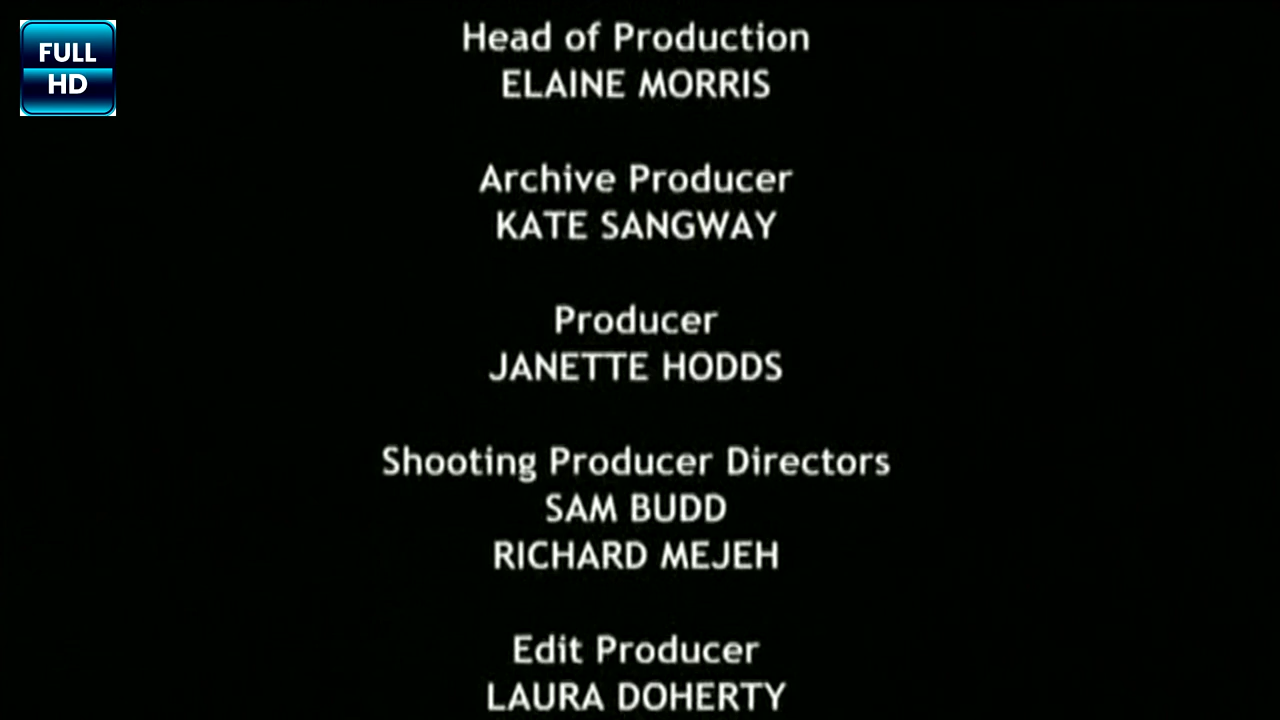 FULL
HD
Head of Production
ELAINE MORRIS
Archive Producer
KATE SANGWAY
Producer
JANETTE HODDS
Shooting Producer Directors
SAM BUDD
RICHARD MEJEH
Edit Producer
LAURA DOHERTY